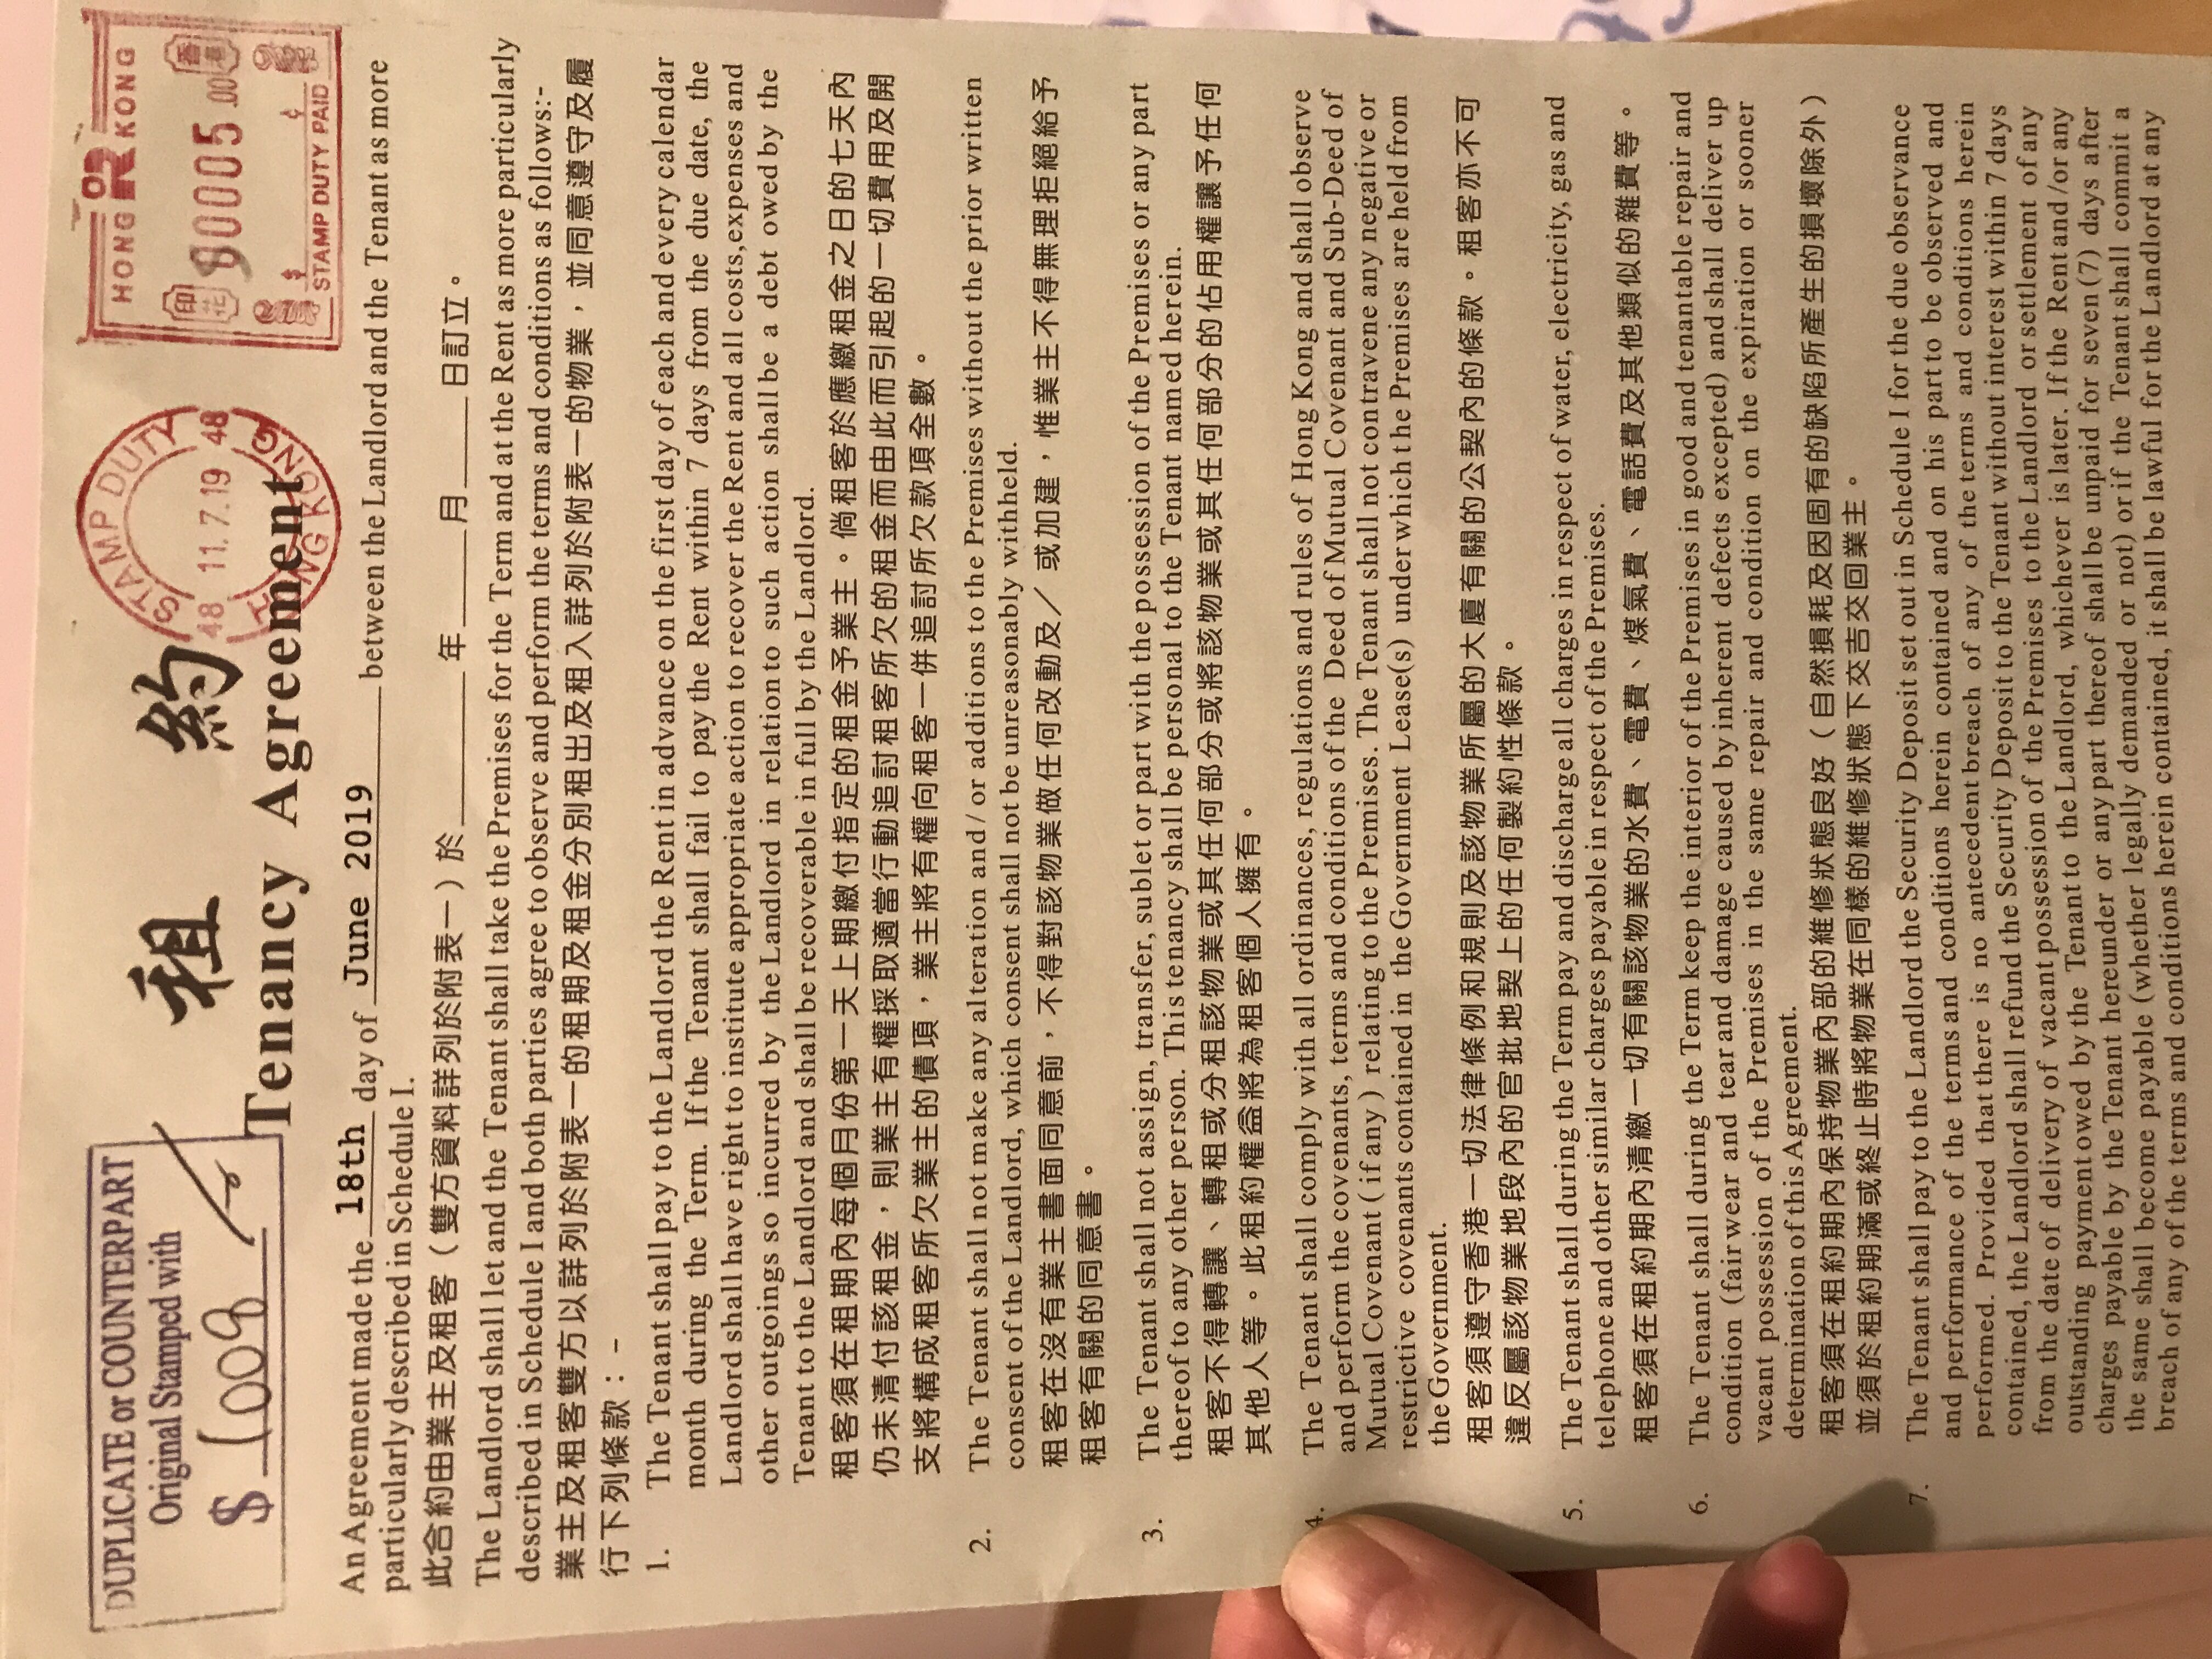 DUPLICATE or COUNTERPART
Original Stamped with
$ 1009
租約
Tenancy Agreement
STAMP DUTY
48 11.7.19 48
HONG KONG
HONG KONG
印花 00005.00 香港
$ ¢
STAMP DUTY PAID
An Agreement made the 18th day of June 2019 between the Landlord and the Tenant as more
particularly described in Schedule I.
此合約由業主及租客（雙方資料詳列於附表一）於 年 月 日訂立。
The Landlord shall let and the Tenant shall take the Premises for the Term and at the Rent as more particularly
described in Schedule I and both parties agree to observe and perform the terms and conditions as follows:-
業主及租客雙方以詳列於附表一的租期及租金分別租出及租入詳列於附表一的物業，並同意遵守及履
行下列條款：-
1. The Tenant shall pay to the Landlord the Rent in advance on the first day of each and every calendar
month during the Term. If the Tenant shall fail to pay the Rent within 7 days from the due date, the
Landlord shall have right to institute appropriate action to recover the Rent and all costs,expenses and
other outgoings so incurred by the Landlord in relation to such action shall be a debt owed by the
Tenant to the Landlord and shall be recoverable in full by the Landlord.
租客須在租期內每個月份第一天上期繳付指定的租金予業主。倘租客於應繳租金之日的七天內
仍未清付該租金，則業主有權採取適當行動追討租客所欠的租金而由此而引起的一切費用及開
支將構成租客所欠業主的債項，業主將有權向租客一併追討所欠款項全數。
2. The Tenant shall not make any alteration and / or additions to the Premises without the prior written
consent of the Landlord, which consent shall not be unreasonably withheld.
租客在沒有業主書面同意前，不得對該物業做任何改動及／或加建，惟業主不得無理拒絕給予
租客有關的同意書。
3. The Tenant shall not assign, transfer, sublet or part with the possession of the Premises or any part
thereof to any other person. This tenancy shall be personal to the Tenant named herein.
租客不得轉讓、轉租或分租該物業或其任何部分或將該物業或其任何部分的佔用權讓予任何
其他人等。此租約權益將為租客個人擁有。
4. The Tenant shall comply with all ordinances, regulations and rules of Hong Kong and shall observe
and perform the covenants, terms and conditions of the Deed of Mutual Covenant and Sub-Deed of
Mutual Covenant ( if any ) relating to the Premises. The Tenant shall not contravene any negative or
restrictive covenants contained in the Government Lease(s) under which the Premises are held from
the Government.
租客須遵守香港一切法律條例和規則及該物業所屬的大廈有關的公契內的條款。租客亦不可
違反屬該物業地段內的官批地契上的任何製約性條款。
5. The Tenant shall during the Term pay and discharge all charges in respect of water, electricity, gas and
telephone and other similar charges payable in respect of the Premises.
租客須在租約期內清繳一切有關該物業的水費、電費、煤氣費、電話費及其他類似的雜費等。
6. The Tenant shall during the Term keep the interior of the Premises in good and tenantable repair and
condition (fair wear and tear and damage caused by inherent defects excepted) and shall deliver up
vacant possession of the Premises in the same repair and condition on the expiration or sooner
determination of this Agreement.
租客須在租約期內保持物業內部的維修狀態良好（自然損耗及因固有的缺陷所產生的損壞除外）
並須於租約期滿或終止時將物業在同樣的維修狀態下交吉交回業主。
7. The Tenant shall pay to the Landlord the Security Deposit set out in Schedule I for the due observance
and performance of the terms and conditions herein contained and on his part to be observed and
performed. Provided that there is no antecedent breach of any of the terms and conditions herein
contained, the Landlord shall refund the Security Deposit to the Tenant without interest within 7 days
from the date of delivery of vacant possession of the Premises to the Landlord or settlement of any
outstanding payment owed by the Tenant to the Landlord, whichever is later. If the Rent and /or any
charges payable by the Tenant hereunder or any part thereof shall be unpaid for seven (7) days after
the same shall become payable (whether legally demanded or not) or if the Tenant shall commit a
breach of any of the terms and conditions herein contained, it shall be lawful for the Landlord at any